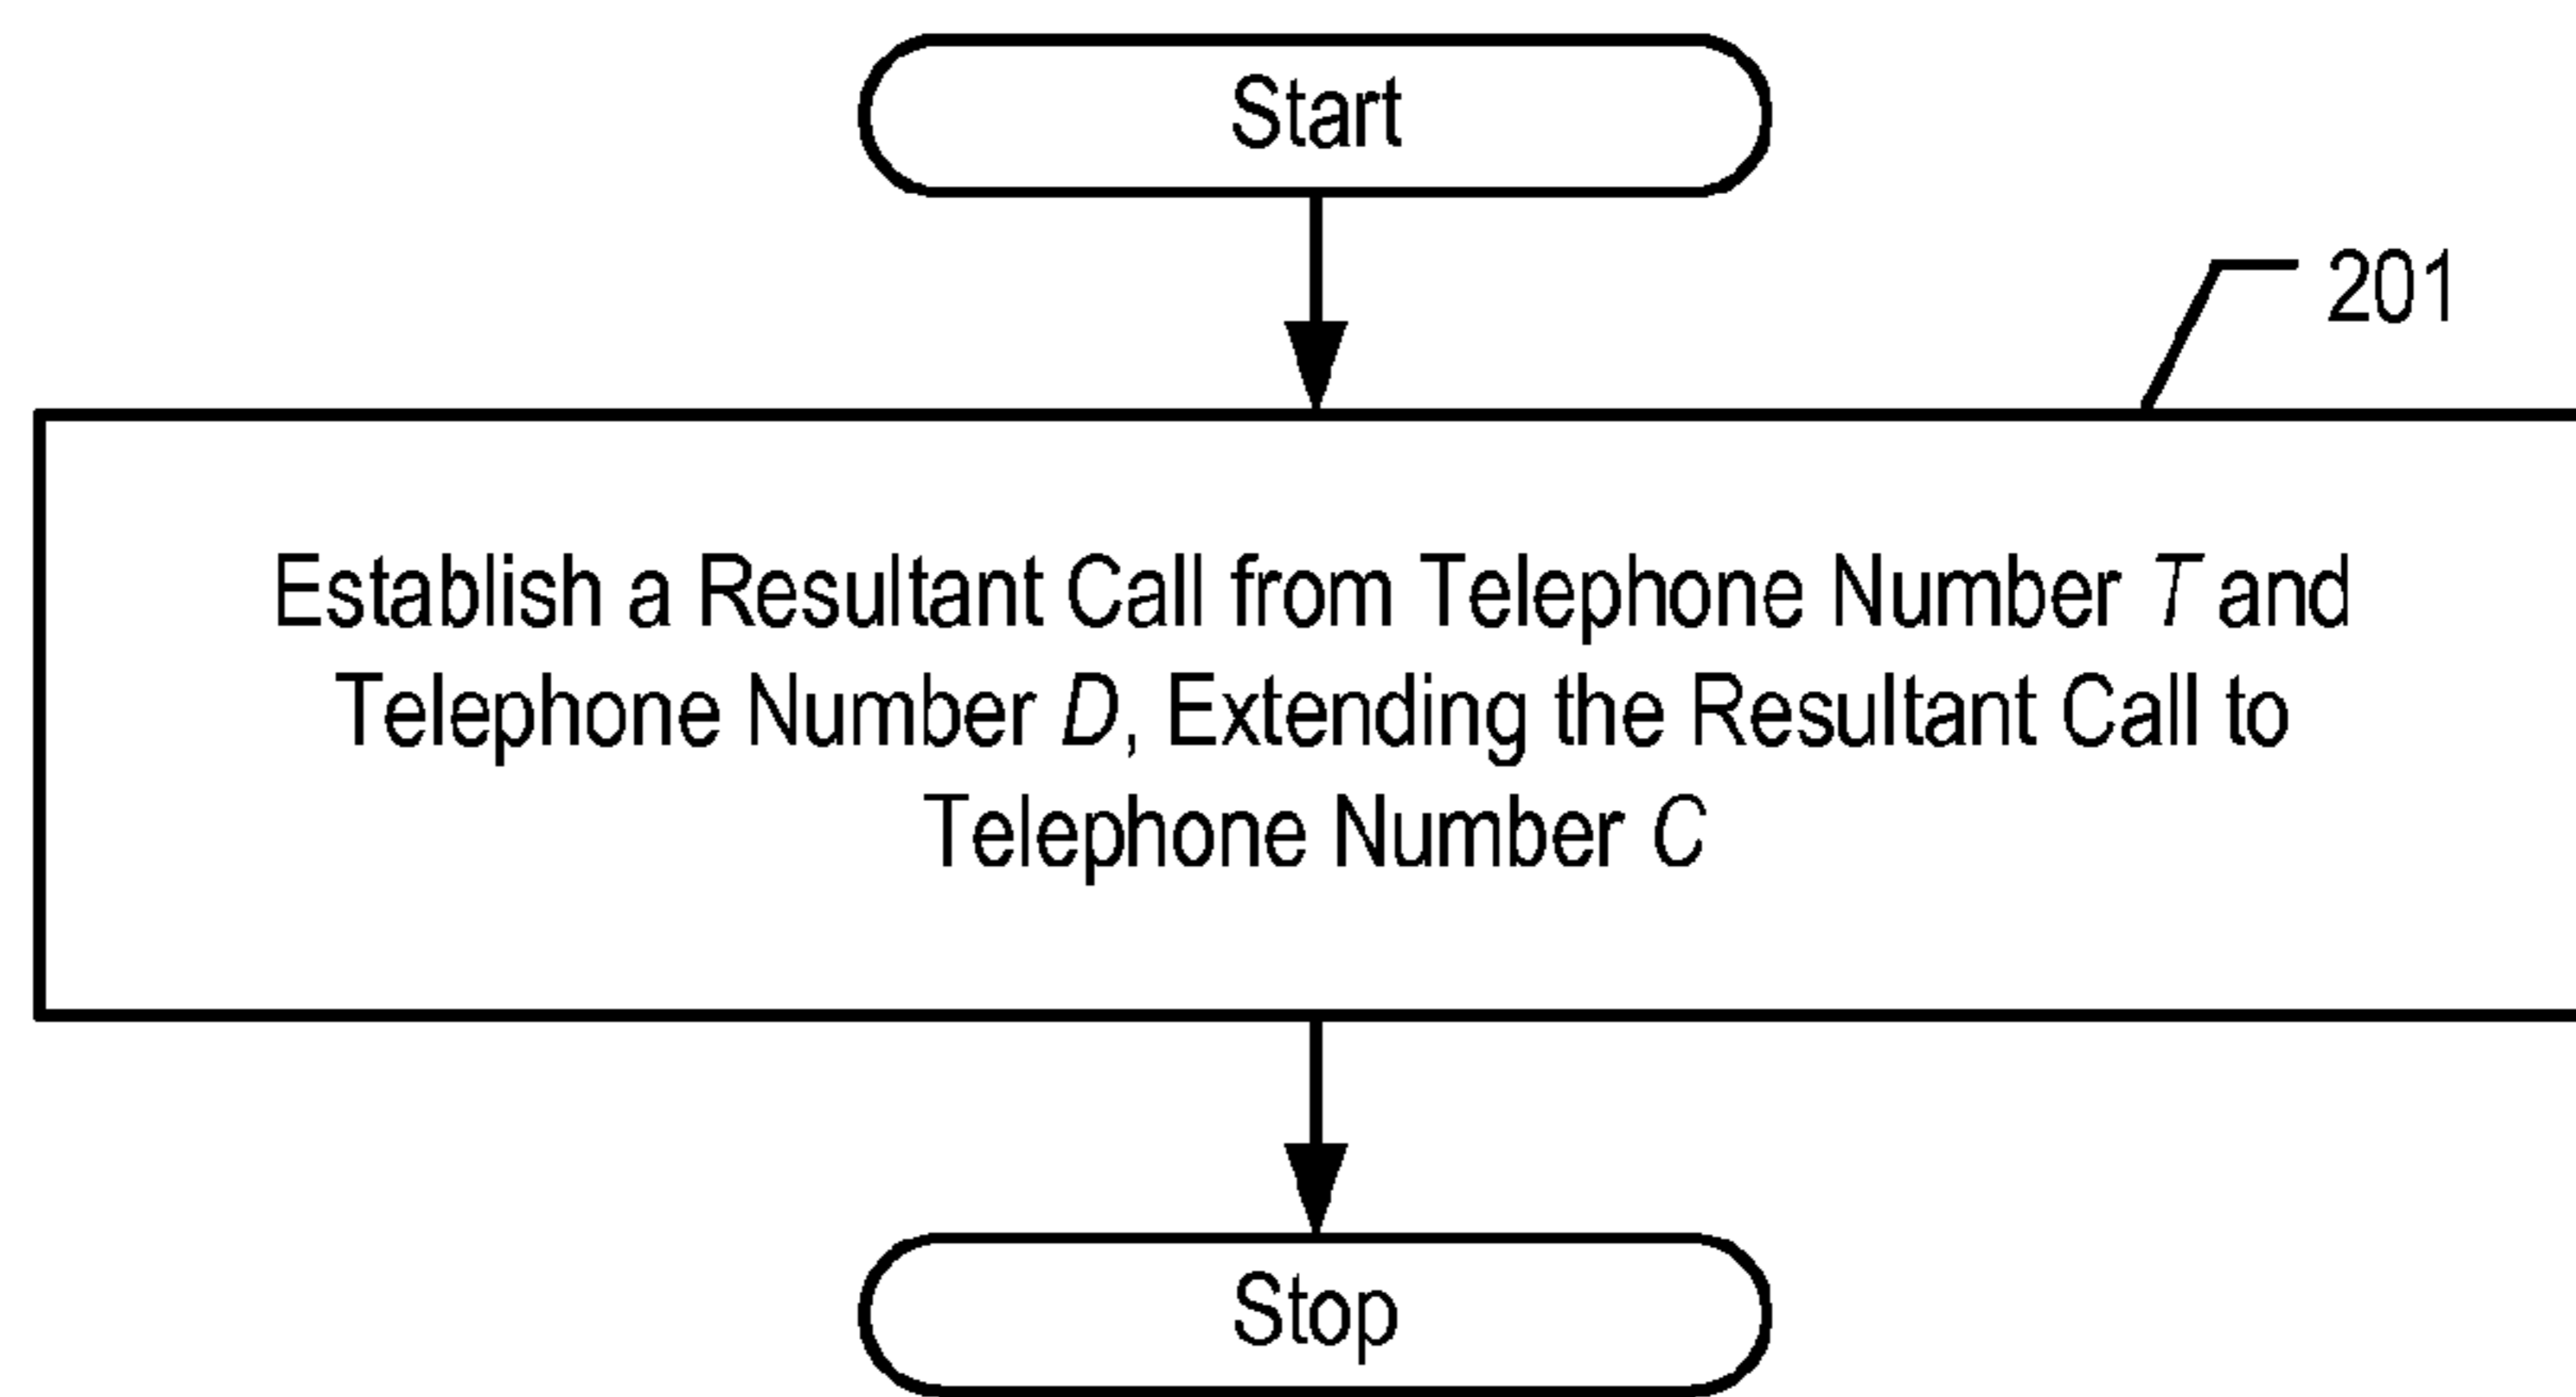 Start
201
Establish a Resultant Call from Telephone Number T and
Telephone Number D, Extending the Resultant Call to
Telephone Number C
Stop